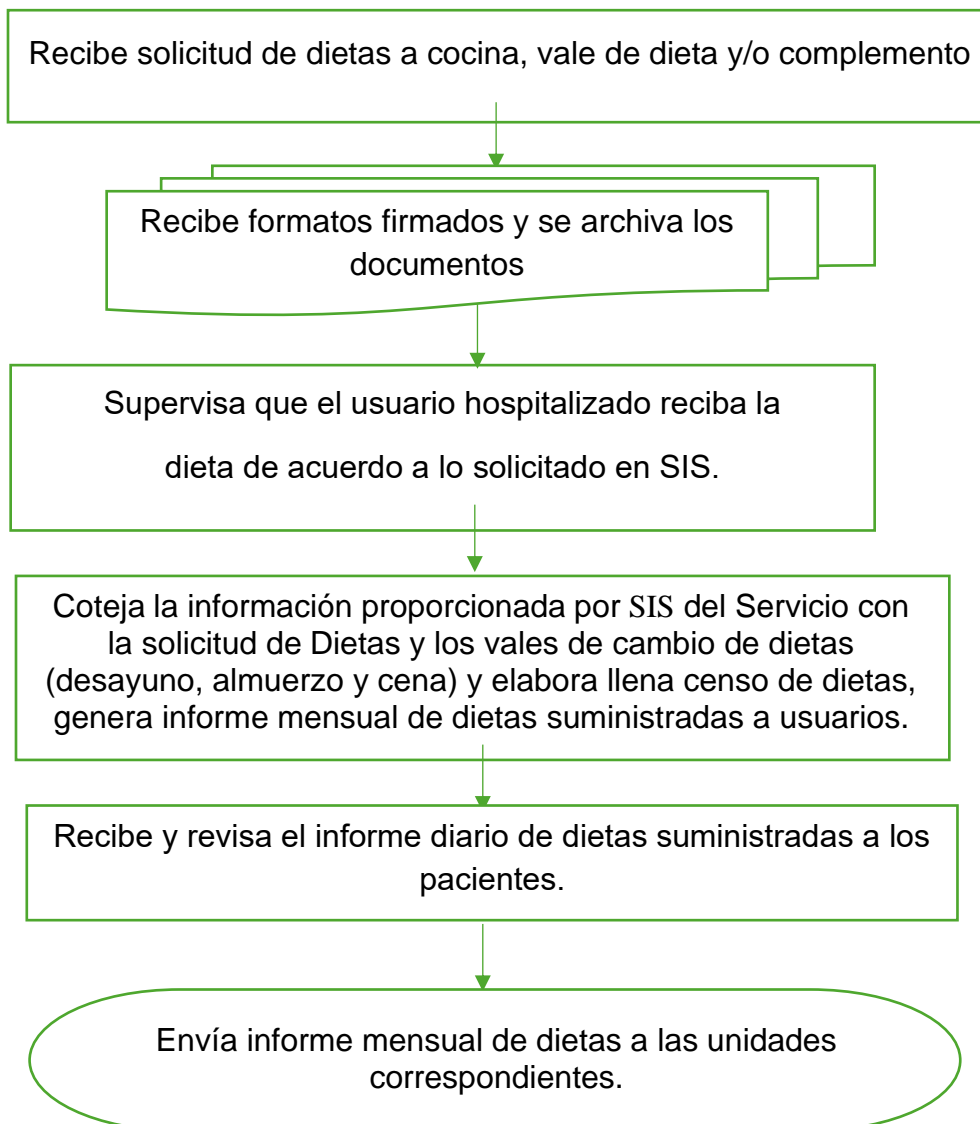 Recibe solicitud de dietas a cocina, vale de dieta y/o complemento
Recibe formatos firmados y se archiva los
documentos
Supervisa que el usuario hospitalizado reciba la
dieta de acuerdo a lo solicitado en SIS.
Coteja la información proporcionada por SIS del Servicio con
la solicitud de Dietas y los vales de cambio de dietas
(desayuno, almuerzo y cena) y elabora llena censo de dietas,
genera informe mensual de dietas suministradas a usuarios.
Recibe y revisa el informe diario de dietas suministradas a los
pacientes.
Envía informe mensual de dietas a las unidades
correspondientes.